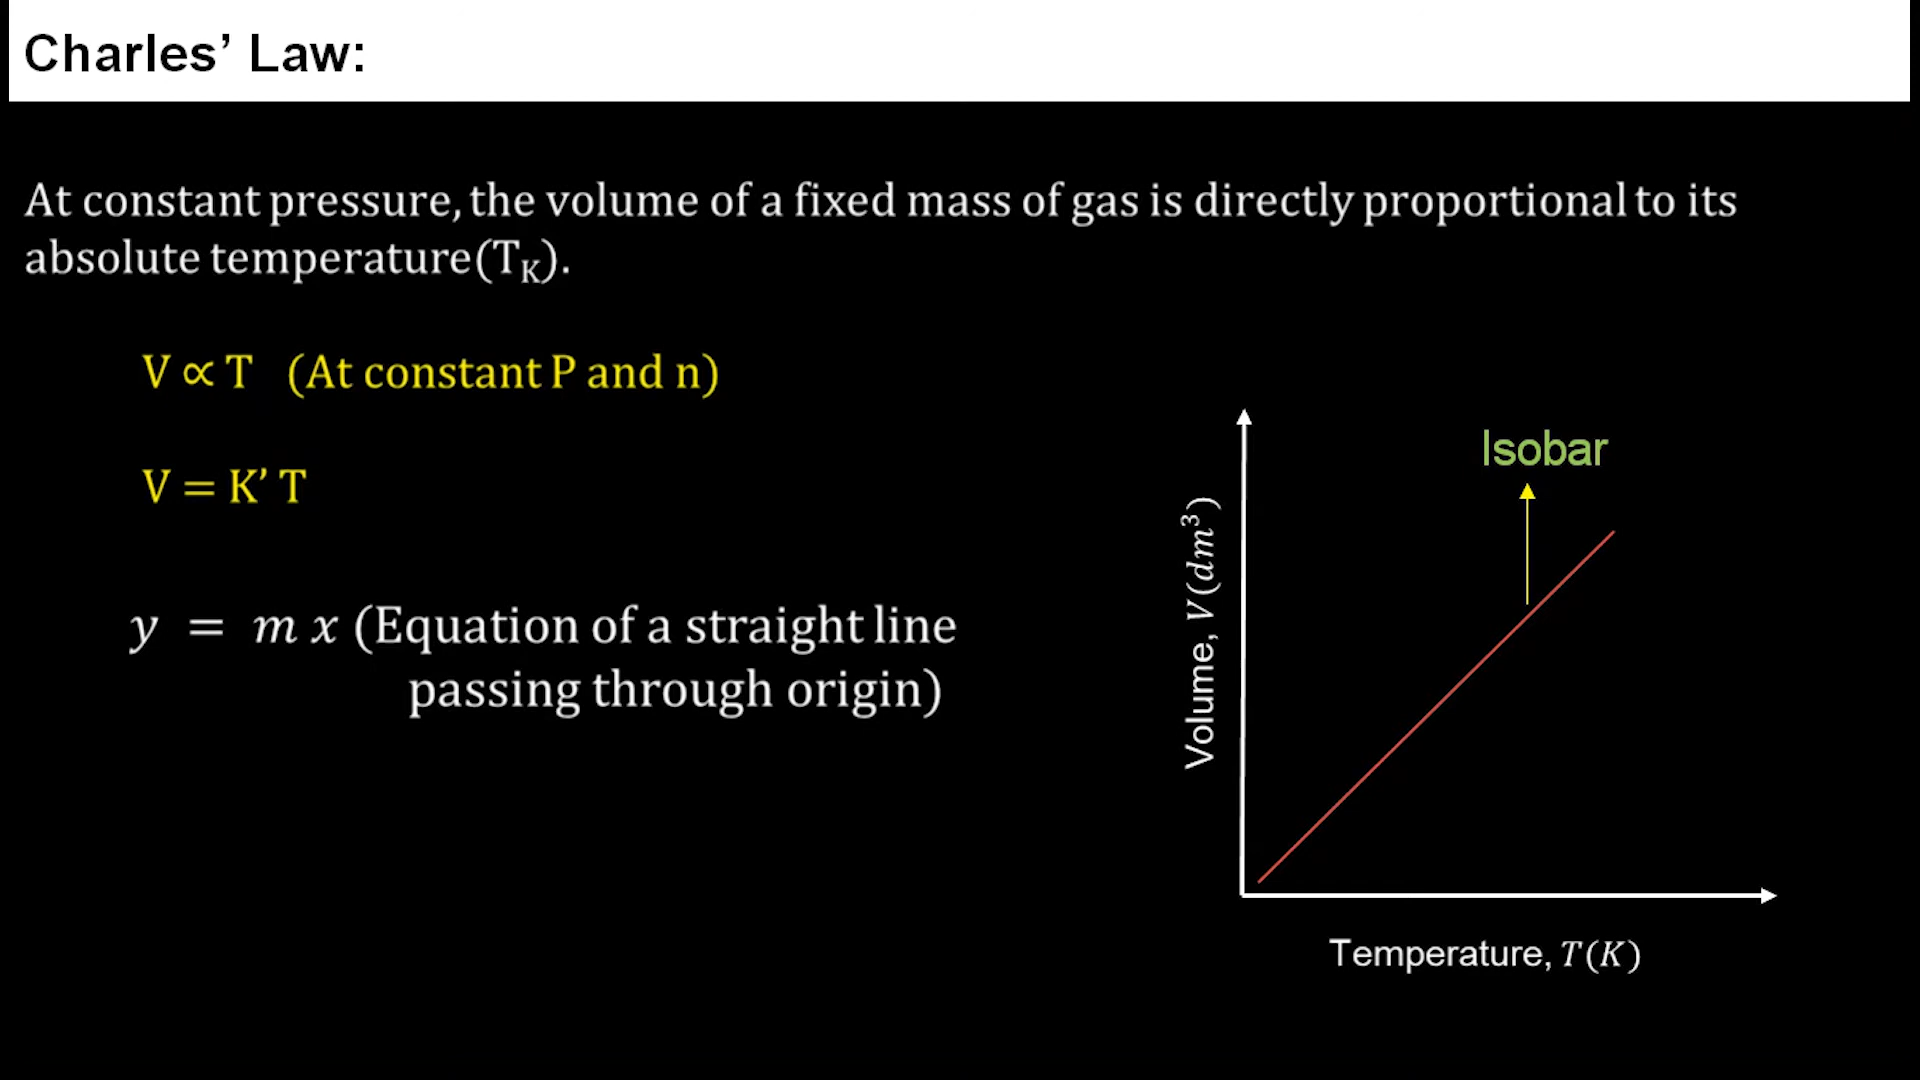 Charles’ Law:
At constant pressure, the volume of a fixed mass of gas is directly proportional to its
absolute temperature(T_K).
V ∝ T (At constant P and n)
V = K’ T
y = m x (Equation of a straight line
passing through origin)
Isobar
Volume, V(dm³)
Temperature, T(K)